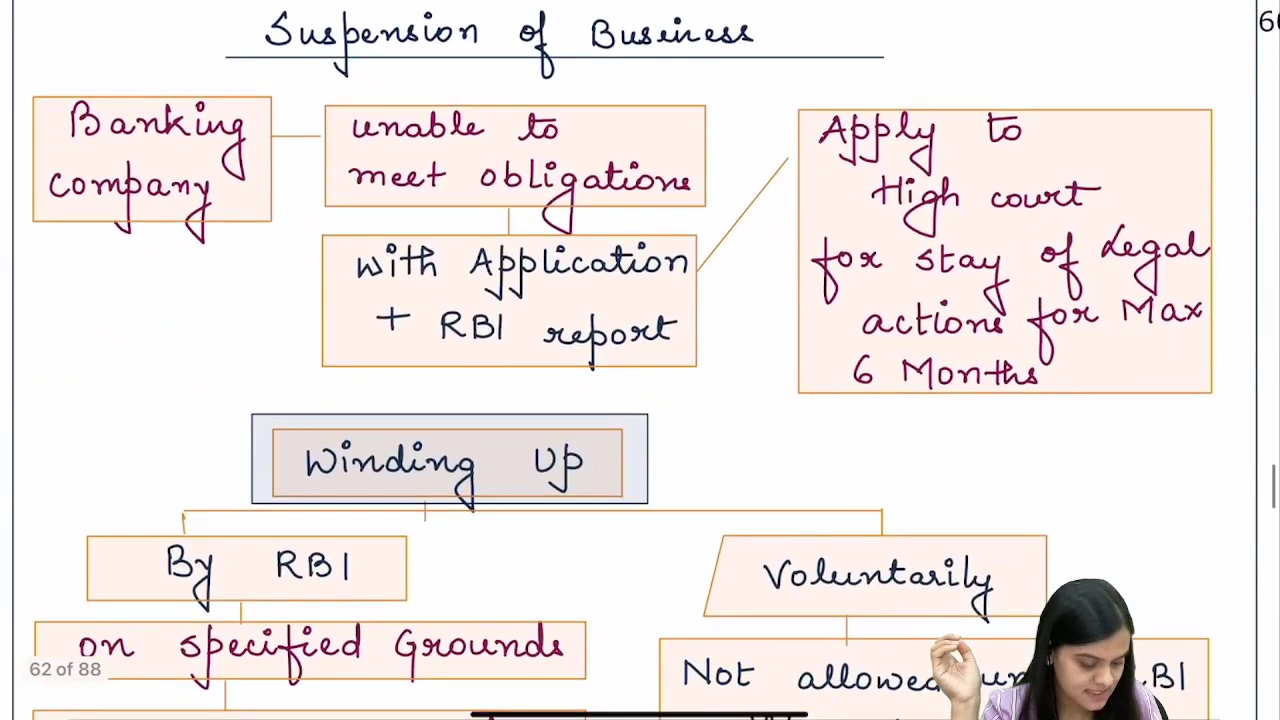 Suspension of Business
60
Banking
company
unable to
meet obligations
with Application
+ RBI report
Apply to
High court
for stay of Legal
actions for Max
6 Months
Winding Up
By RBI
on specified Grounds
Voluntarily
Not allowed
62 of 88